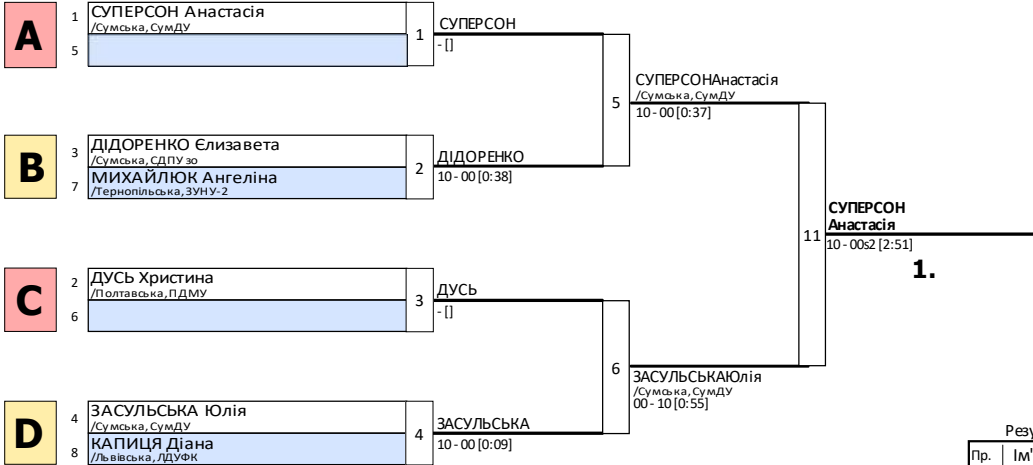 A
1
СУПЕРСОН Анастасія
/Сумська, СумДУ
5
1
СУПЕРСОН
- []
B
3
ДІДОРЕНКО Єлизавета
/Сумська, СДПУ зо
7
МИХАЙЛЮК Ангеліна
/Тернопільська, ЗУНУ-2
2
ДІДОРЕНКО
10 - 00 [0:38]
5
СУПЕРСОНАнастасія
/Сумська, СумДУ
10 - 00 [0:37]
C
2
ДУСЬ Христина
/Полтавська, ПДМУ
6
3
ДУСЬ
- []
D
4
ЗАСУЛЬСЬКА Юлія
/Сумська, СумДУ
8
КАПИЦЯ Діана
/Львівська, ЛДУФК
4
ЗАСУЛЬСЬКА
10 - 00 [0:09]
6
ЗАСУЛЬСЬКАЮлія
/Сумська, СумДУ
00 - 10 [0:55]
11
СУПЕРСОН
Анастасія
10 - 00s2 [2:51]
1.
Резу
Пр. Ім'